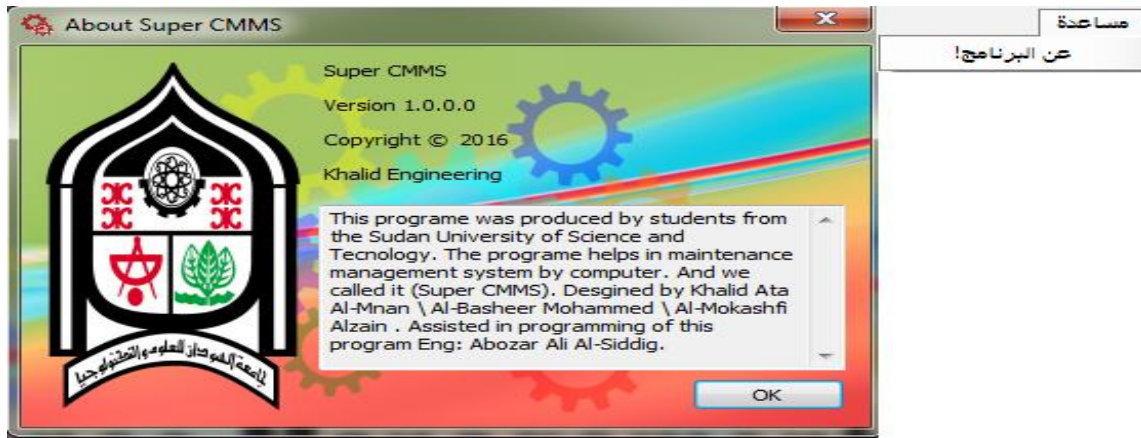 About Super CMMS
مساعدة
عن البرنامج!
Super CMMS
Version 1.0.0.0
Copyright © 2016
Khalid Engineering
This programe was produced by students from
the Sudan University of Science and
Tecnology. The programe helps in maintenance
management system by computer. And we
called it (Super CMMS). Desgined by Khalid Ata
Al-Mnan \ Al-Basheer Mohammed \ Al-Mokashfi
Alzain . Assisted in programming of this
program Eng: Abozar Ali Al-Siddig.
جامعة السودان للعلوم والتكنولوجيا
OK